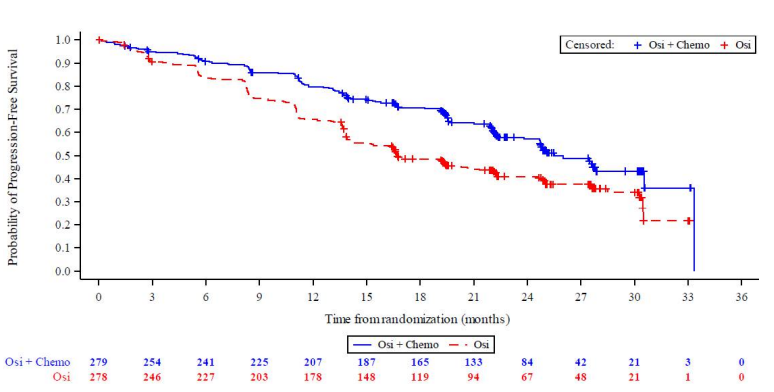 Probability of Progression-Free Survival
1.0
0.9
0.8
0.7
0.6
0.5
0.4
0.3
0.2
0.1
0.0
Censored: Osi + Chemo Osi
0 3 6 9 12 15 18 21 24 27 30 33 36
Time from randomization (months)
Osi + Chemo Osi
Osi + Chemo 279 254 241 225 207 187 165 133 84 42 21 3 0
Osi 278 246 227 203 178 148 119 94 67 48 21 1 0